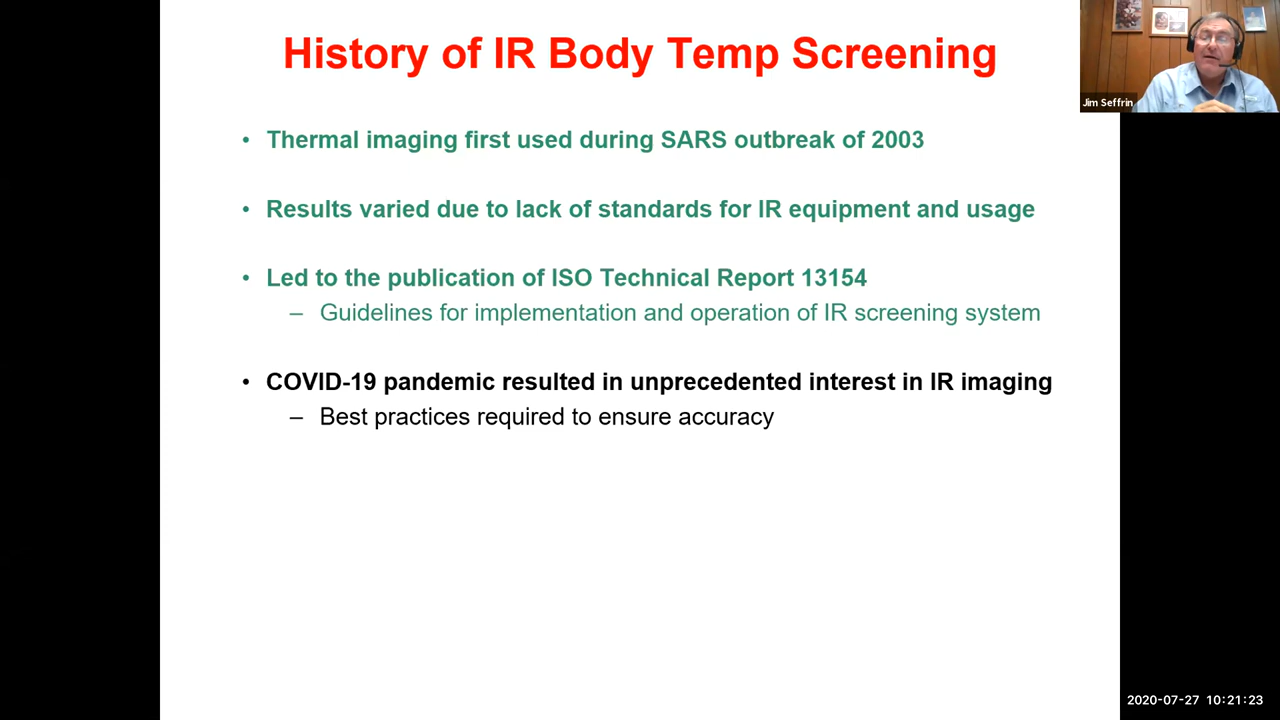 History of IR Body Temp Screening
Jim Seffrin
• Thermal imaging first used during SARS outbreak of 2003
• Results varied due to lack of standards for IR equipment and usage
• Led to the publication of ISO Technical Report 13154
– Guidelines for implementation and operation of IR screening system
• COVID-19 pandemic resulted in unprecedented interest in IR imaging
– Best practices required to ensure accuracy
2020-07-27 10:21:23